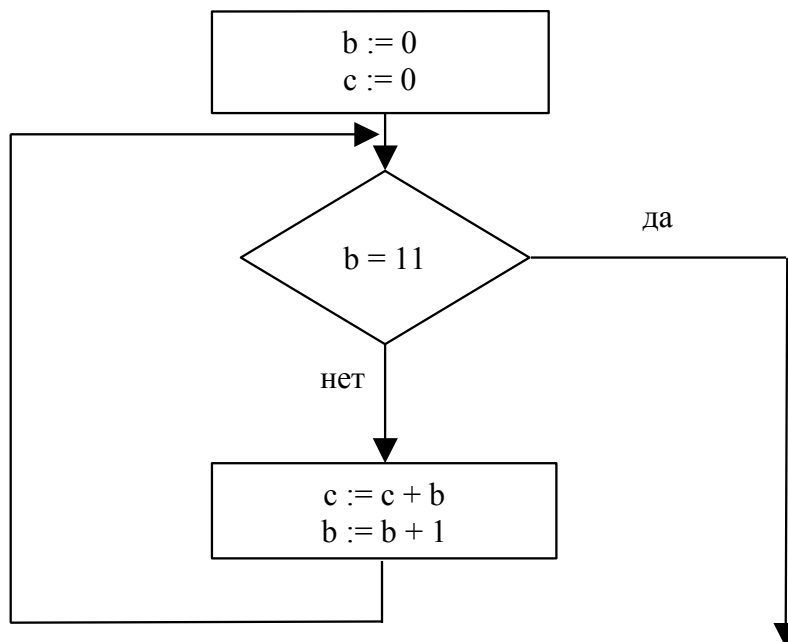 b := 0
c := 0
b = 11
да
нет
c := c + b
b := b + 1